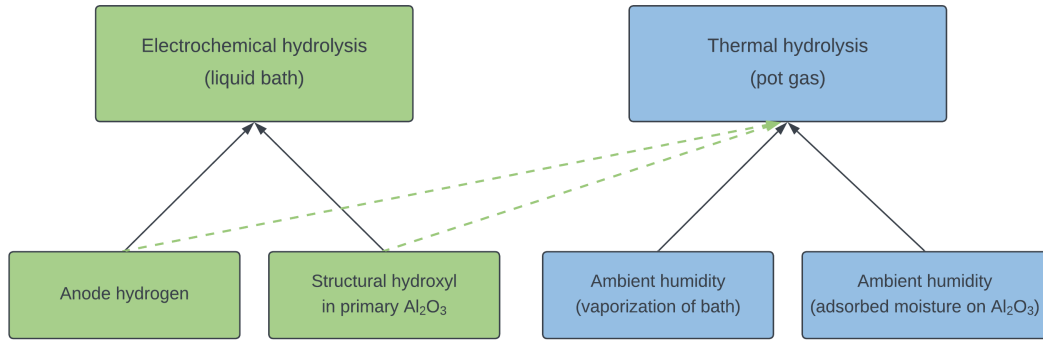 Electrochemical hydrolysis
(liquid bath)
Thermal hydrolysis
(pot gas)
Anode hydrogen
Structural hydroxyl
in primary Al₂O₃
Ambient humidity
(vaporization of bath)
Ambient humidity
(adsorbed moisture on Al₂O₃)